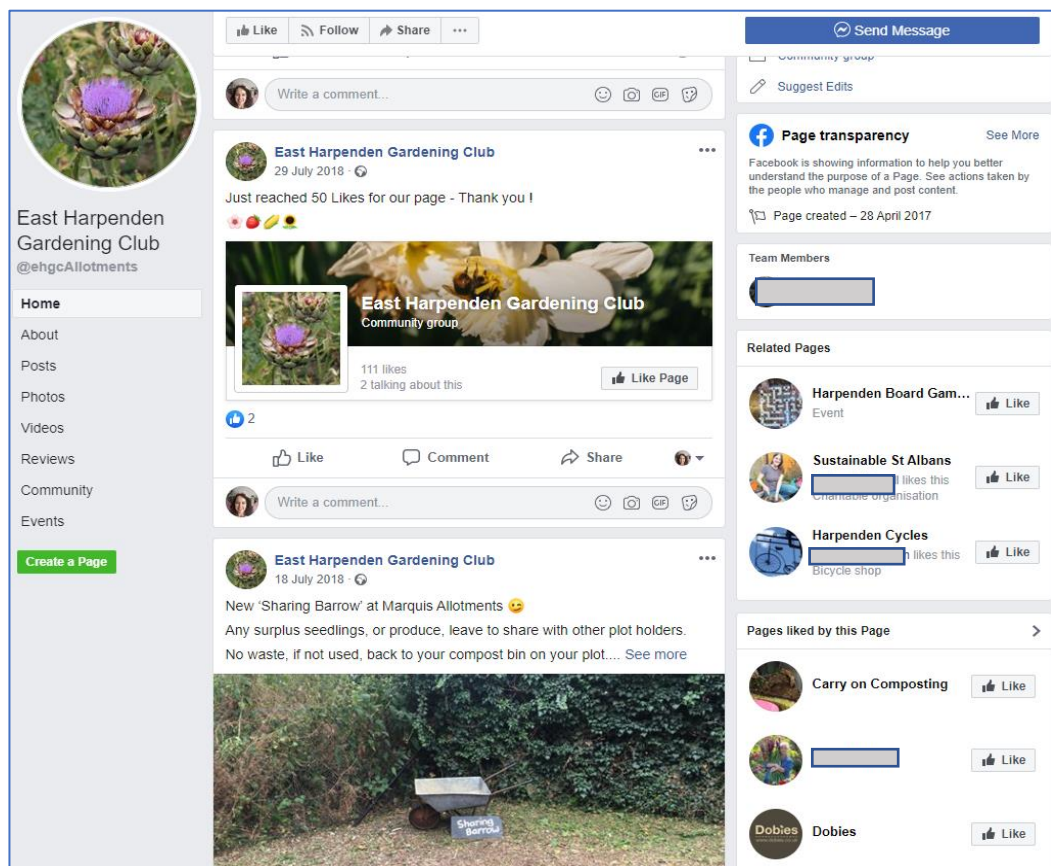 East Harpenden
Gardening Club
@ehgcAllotments
Home
About
Posts
Photos
Videos
Reviews
Community
Events
Create a Page
Like
Follow
Share
Write a comment...
GIF
East Harpenden Gardening Club
29 July 2018
Just reached 50 Likes for our page - Thank you !
East Harpenden Gardening Club
Community group
111 likes
2 talking about this
Like Page
2
Like
Comment
Share
Write a comment...
GIF
East Harpenden Gardening Club
18 July 2018
New 'Sharing Barrow' at Marquis Allotments
Any surplus seedlings, or produce, leave to share with other plot holders.
No waste, if not used, back to your compost bin on your plot.... See more
Sharing
Barrow
Send Message
Community group
Suggest Edits
Page transparency
See More
Facebook is showing information to help you better
understand the purpose of a Page. See actions taken by
the people who manage and post content.
Page created – 28 April 2017
Team Members
Related Pages
Harpenden Board Gam...
Event
Like
Sustainable St Albans
likes this
Charitable organisation
Like
Harpenden Cycles
likes this
Bicycle shop
Like
Pages liked by this Page
Carry on Composting
Like
Like
Dobies
www.dobies.co.uk
Dobies
Like